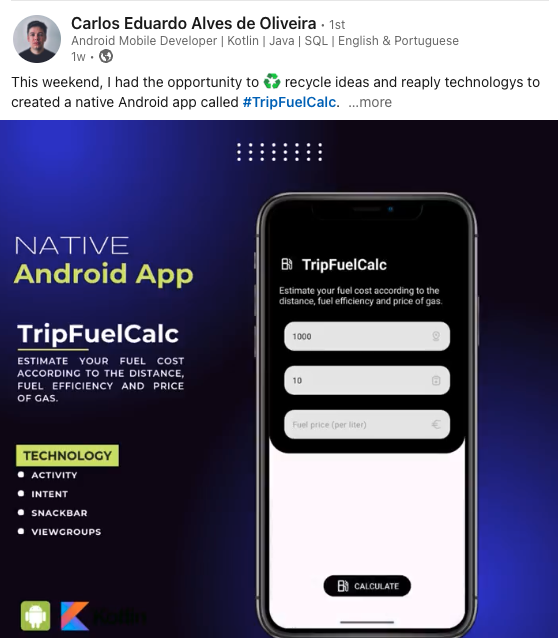 Carlos Eduardo Alves de Oliveira • 1st
Android Mobile Developer | Kotlin | Java | SQL | English & Portuguese
1w •
This weekend, I had the opportunity to ♻️ recycle ideas and reaply technologys to
created a native Android app called #TripFuelCalc. ...more
NATIVE
Android App
TripFuelCalc
ESTIMATE YOUR FUEL COST
ACCORDING TO THE DISTANCE,
FUEL EFFICIENCY AND PRICE
OF GAS.
TECHNOLOGY
ACTIVITY
INTENT
SNACKBAR
VIEWGROUPS
Kotlin
TripFuelCalc
Estimate your fuel cost according to the
distance, fuel efficiency and price of gas.
1000
10
Fuel price (per liter) €
CALCULATE